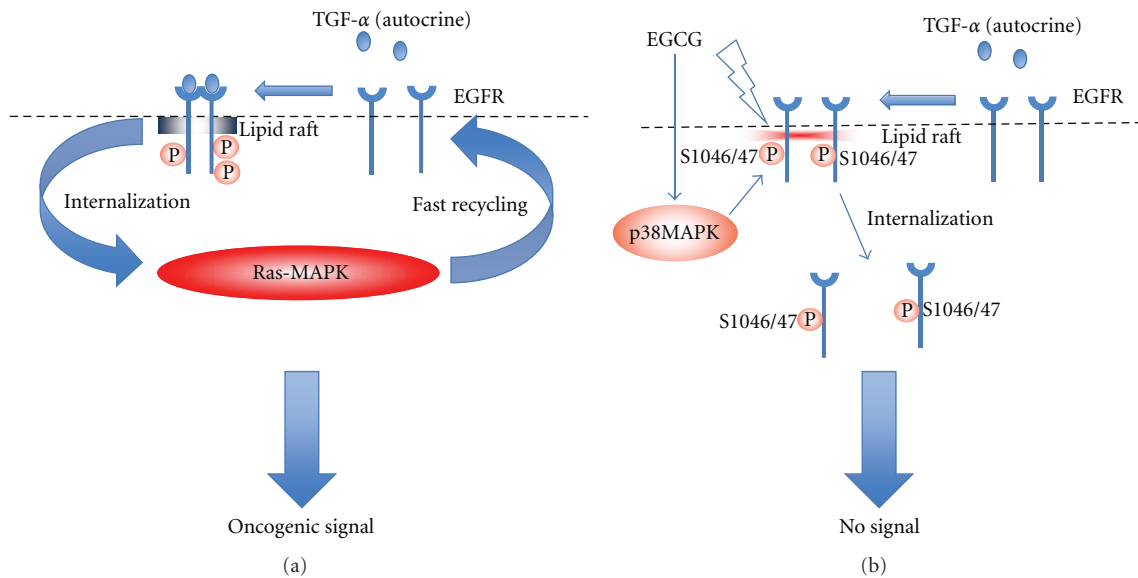 TGF-α (autocrine)
EGFR
Lipid raft
P
P
P
Internalization
Fast recycling
Ras-MAPK
Oncogenic signal
(a)
TGF-α (autocrine)
EGCG
EGFR
Lipid raft
S1046/47
P
P
S1046/47
p38MAPK
Internalization
S1046/47
P
P
S1046/47
No signal
(b)